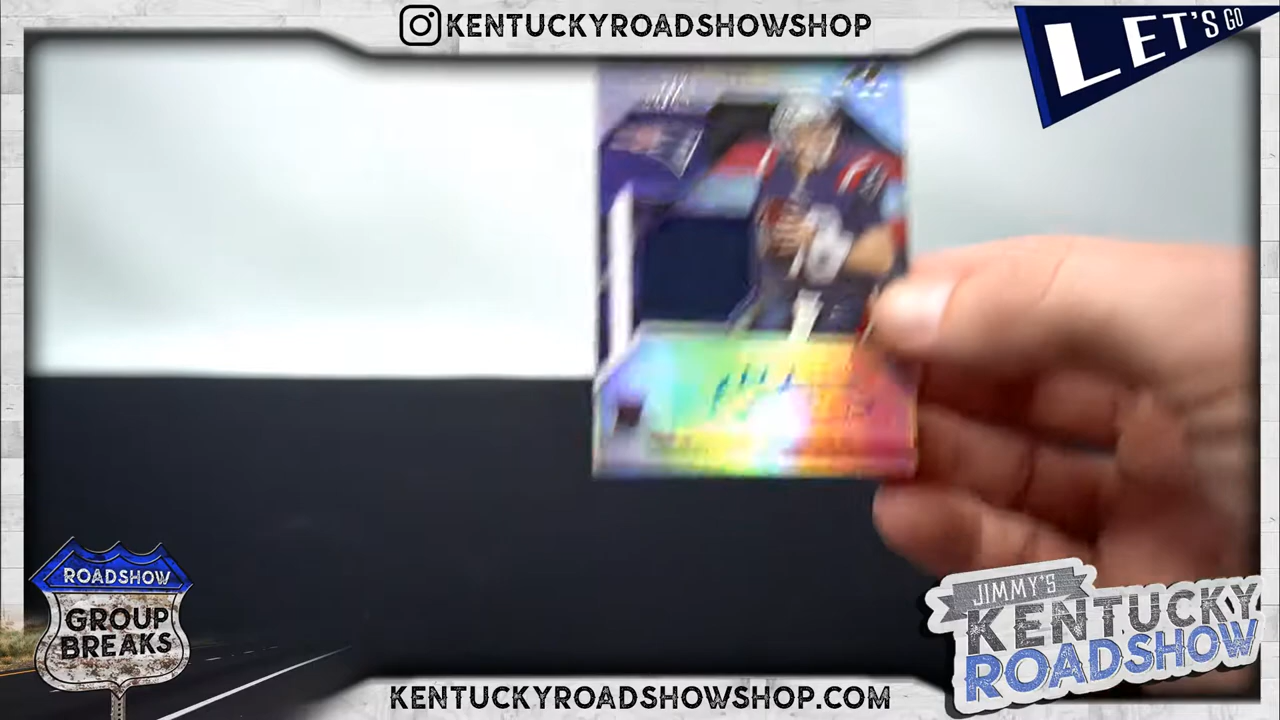 KENTUCKYROADSHOWSHOP
LET'S GO
ROADSHOW
GROUP
BREAKS
JIMMY'S
KENTUCKY
ROADSHOW
KENTUCKYROADSHOWSHOP.COM